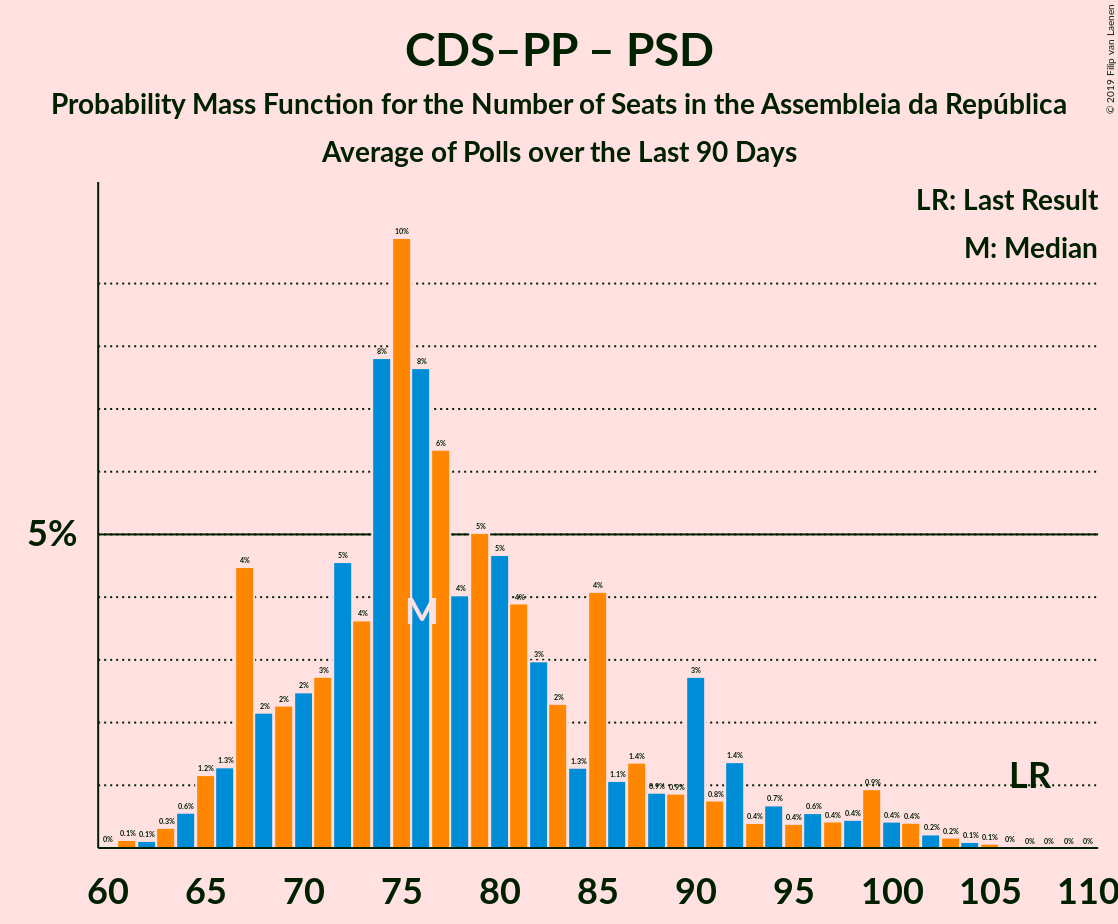 CDS–PP – PSD
Probability Mass Function for the Number of Seats in the Assembleia da República
Average of Polls over the Last 90 Days
© 2019 Filip van Laenen
LR: Last Result
M: Median
5%
0% 0.1% 0.1% 0.3% 0.6% 1.2% 1.3% 4% 2% 2% 2% 3% 5% 4% 8% 10% 8% 6% 4% 5% 5% 4% 3% 2% 1.3% 4% 1.1% 1.4% 0.9% 0.9% 3% 0.8% 1.4% 0.4% 0.7% 0.4% 0.6% 0.4% 0.4% 0.9% 0.4% 0.4% 0.2% 0.2% 0.1% 0.1% 0% 0% 0% 0% 0%
M
LR
60 65 70 75 80 85 90 95 100 105 110